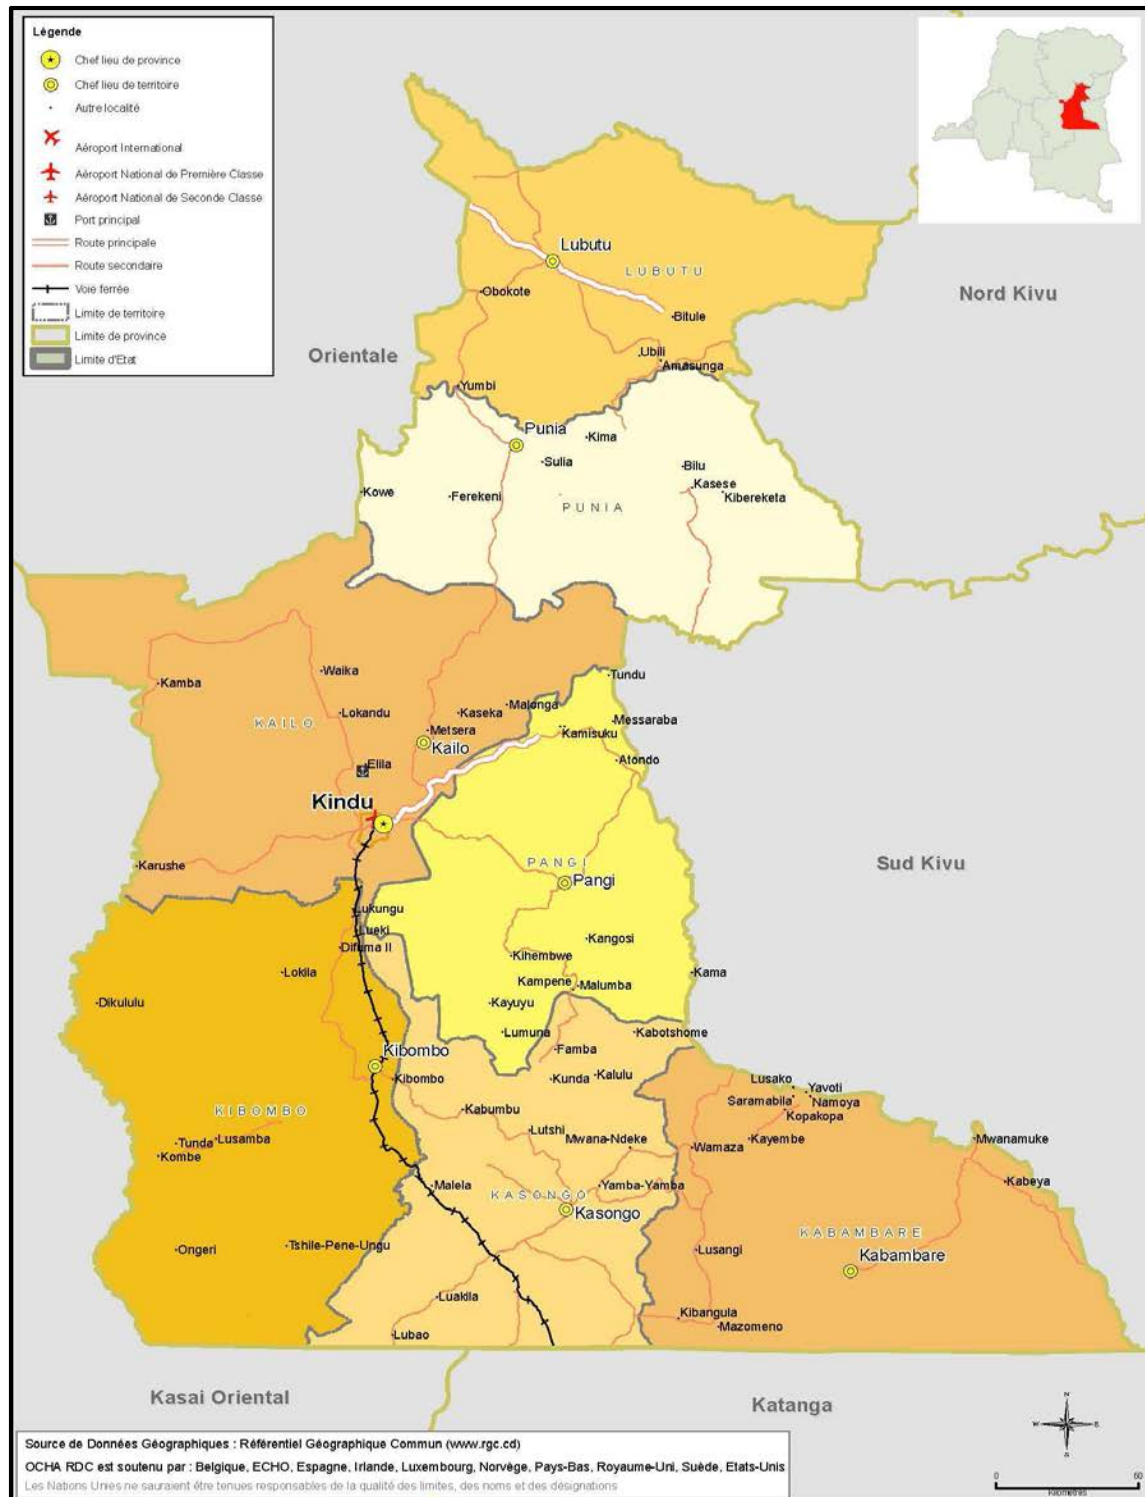 Légende
Chef lieu de province
Chef lieu de territoire
Autre localité
Aéroport International
Aéroport National de Première Classe
Aéroport National de Seconde Classe
Port principal
Route principale
Route secondaire
Voie ferrée
Limite de territoire
Limite de province
Limite d'Etat
Lubutu
LUBUTU
Nord Kivu
Obokote
Bitule
Orientale
Ubili
Amasunga
Yumbi
Punia
Kima
Sulia
Bilu
Kasese
Kowe
Ferekeni
Kibereketa
PUNIA
Waika
Tundu
Kamba
Malonga
Lokandu
Kaseka
KAILO
Messaraba
Metsera
Kamisuku
Kailo
Atondo
Elila
Kindu
Karushe
PANGI
Pangi
Sud Kivu
Lukungu
Lueki
Difuma II
Kangosi
Kihembwe
Lokila
Kama
Kampene
Malumba
Dikululu
Kayuyu
Lumuna
Kabotshome
Famba
Kibombo
Kibombo
Kunda
Kalulu
Lusako
Yavoti
Saramabila
Namoya
KIBOMBO
Kabumbu
Kopakopa
Lutshi
Mwana-Ndeke
Tunda
Lusamba
Kayembe
Mwanamuke
Kombe
Wamaza
Malela
Yamba-Yamba
Kabeya
KASONGO
Kasongo
KABAMBARE
Ongeri
Tshile-Pene-Ungu
Lusangi
Kabambare
Luakila
Kibangula
Mazomeno
Lubao
Kasai Oriental
Katanga
N
W
E
S
Source de Données Géographiques : Référentiel Géographique Commun (www.rgc.cd)
OCHA RDC est soutenu par : Belgique, ECHO, Espagne, Irlande, Luxembourg, Norvège, Pays-Bas, Royaume-Uni, Suède, Etats-Unis
Les Nations Unies ne sauraient être tenues responsables de la qualité des limites, des noms et des désignations
0
60
Kilomètres